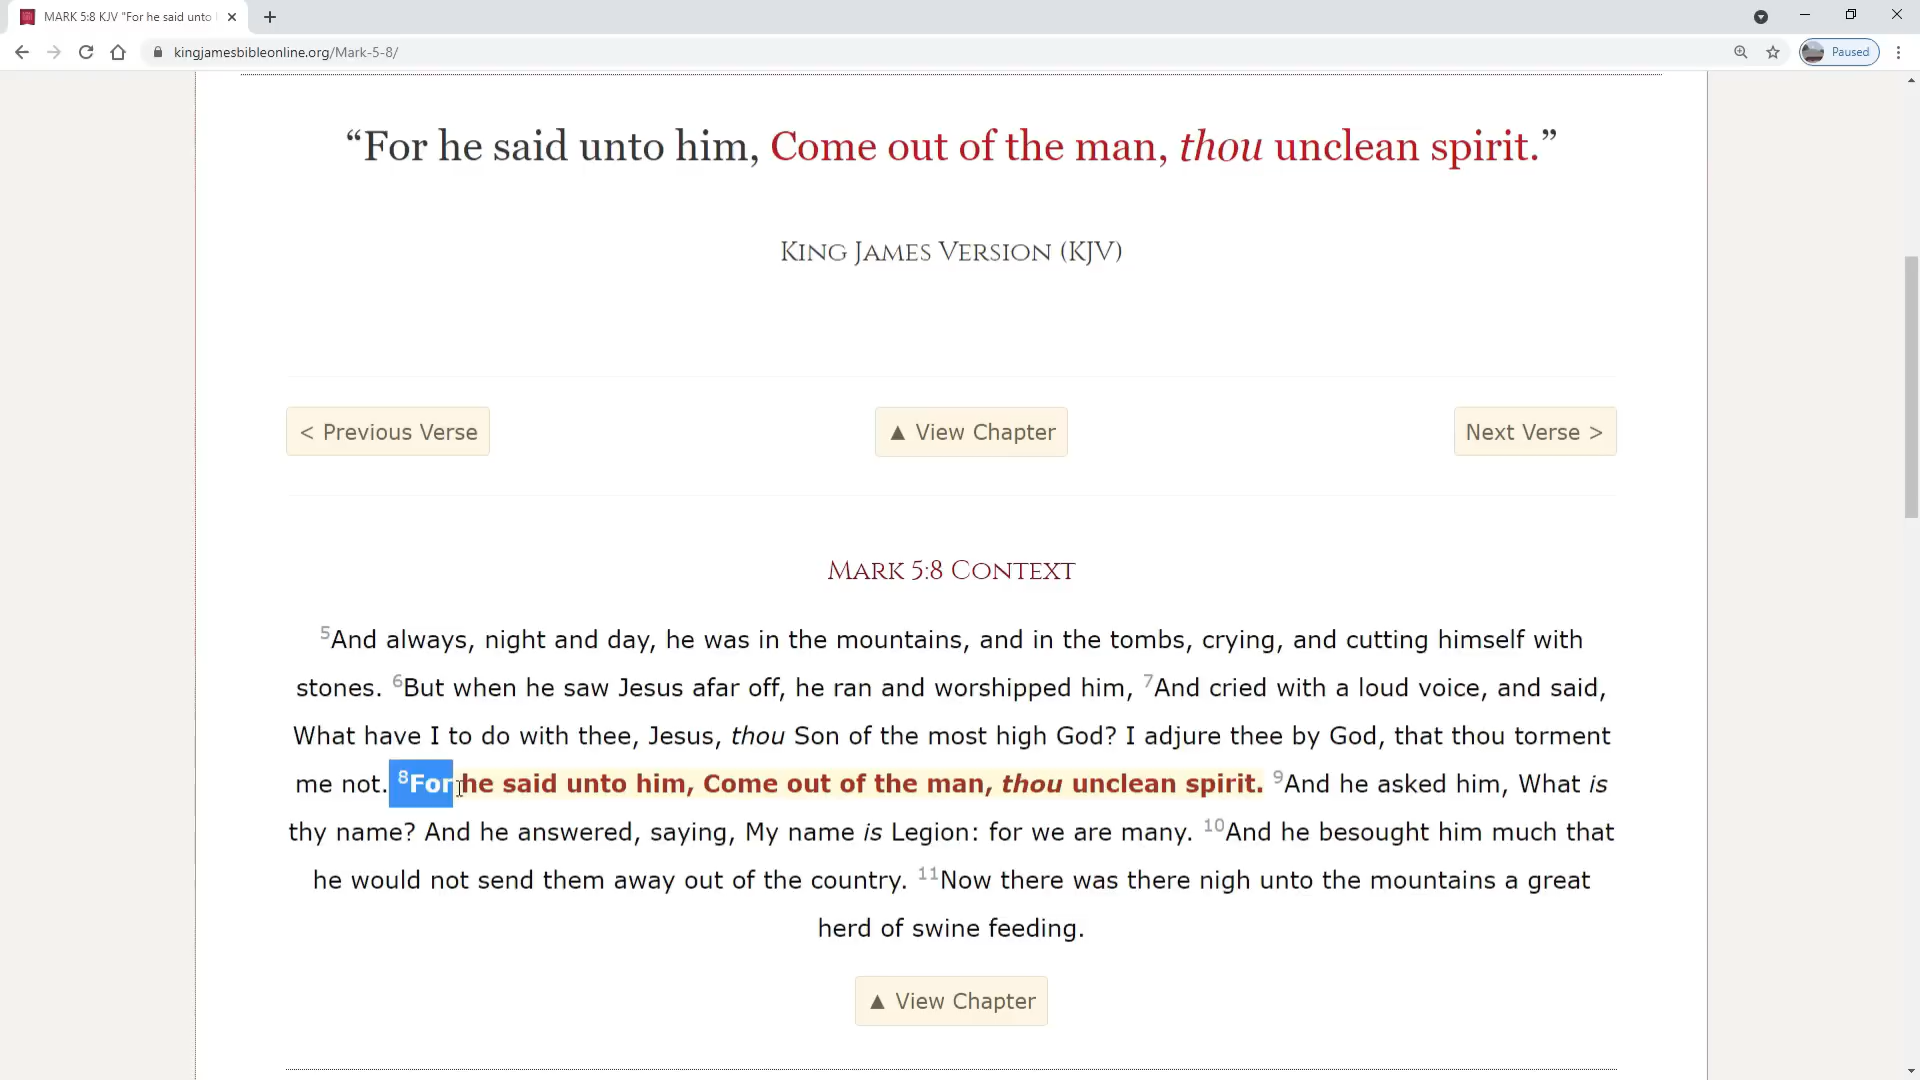 MARK 5:8 KJV "For he said unto
kingjamesbibleonline.org/Mark-5-8/
Paused
“For he said unto him, Come out of the man, thou unclean spirit.”
King James Version (KJV)
< Previous Verse
▲ View Chapter
Next Verse >
Mark 5:8 Context
5And always, night and day, he was in the mountains, and in the tombs, crying, and cutting himself with
stones. 6But when he saw Jesus afar off, he ran and worshipped him, 7And cried with a loud voice, and said,
What have I to do with thee, Jesus, thou Son of the most high God? I adjure thee by God, that thou torment
me not. 8For he said unto him, Come out of the man, thou unclean spirit. 9And he asked him, What is
thy name? And he answered, saying, My name is Legion: for we are many. 10And he besought him much that
he would not send them away out of the country. 11Now there was there nigh unto the mountains a great
herd of swine feeding.
▲ View Chapter